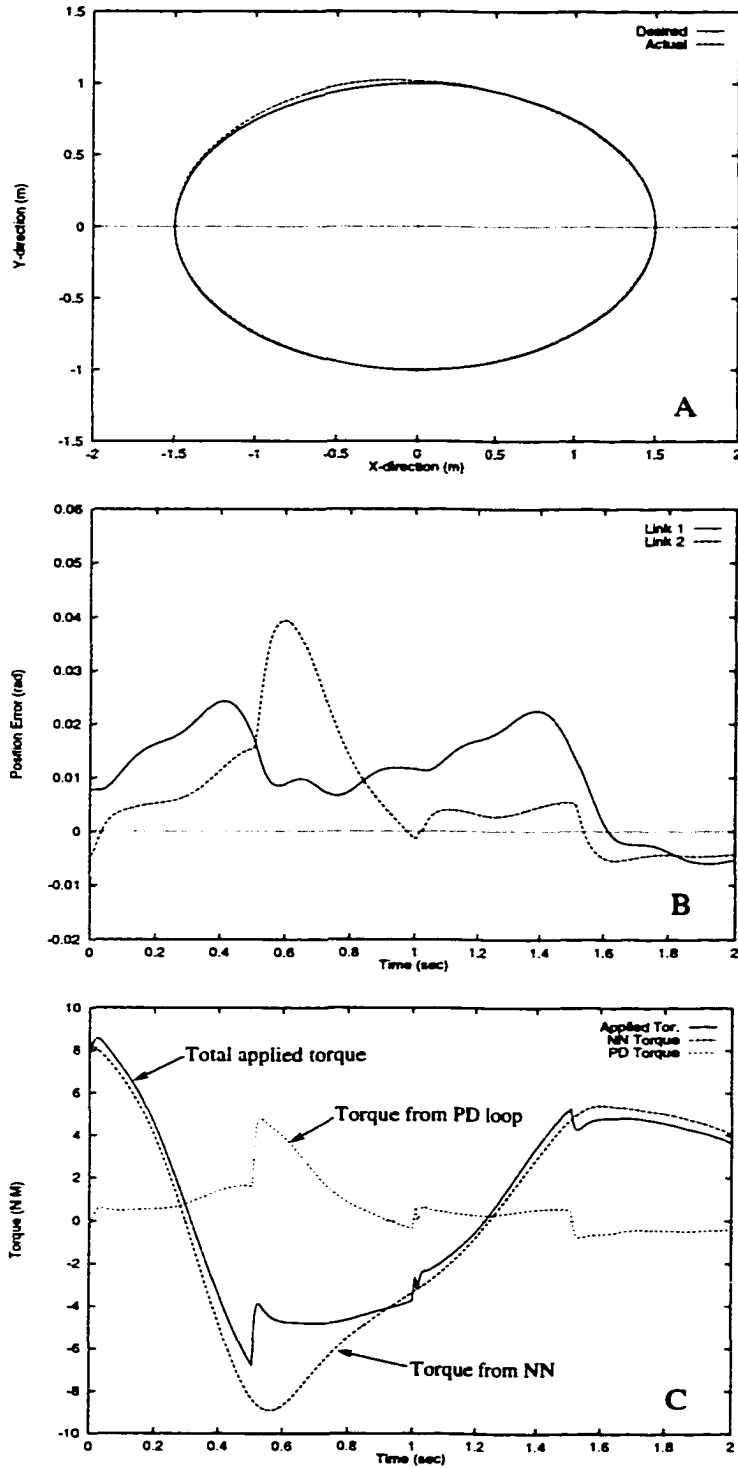 1.5
1
0.5
0
-0.5
-1
-1.5
Y-direction (m)
Desired
Actual
A
-2 -1.5 -1 -0.5 0 0.5 1 1.5 2
X-direction (m)
0.06
0.05
0.04
0.03
0.02
0.01
0
-0.01
-0.02
Position Error (rad)
Link 1
Link 2
B
0 0.2 0.4 0.6 0.8 1 1.2 1.4 1.6 1.8 2
Time (sec)
10
8
6
4
2
0
-2
-4
-6
-8
-10
Torque (N M)
Applied Tor.
NN Torque
PD Torque
Total applied torque
Torque from PD loop
Torque from NN
C
0 0.2 0.4 0.6 0.8 1 1.2 1.4 1.6 1.8 2
Time (sec)